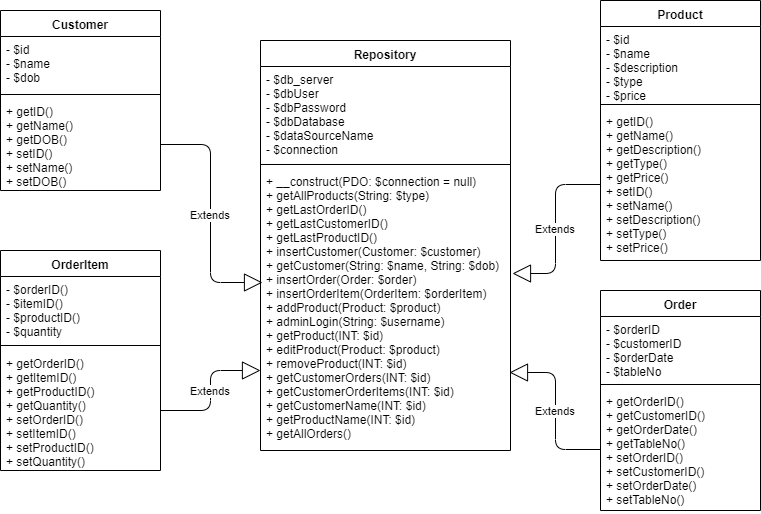 Customer
- $id
- $name
- $dob
+ getID()
+ getName()
+ getDOB()
+ setID()
+ setName()
+ setDOB()
Extends
OrderItem
- $orderID()
- $itemID()
- $productID()
- $quantity
+ getOrderID()
+ getItemID()
+ getProductID()
+ getQuantity()
+ setOrderID()
+ setItemID()
+ setProductID()
+ setQuantity()
Extends
Repository
- $db_server
- $dbUser
- $dbPassword
- $dbDatabase
- $dataSourceName
- $connection
+ __construct(PDO: $connection = null)
+ getAllProducts(String: $type)
+ getLastOrderID()
+ getLastCustomerID()
+ getLastProductID()
+ insertCustomer(Customer: $customer)
+ getCustomer(String: $name, String: $dob)
+ insertOrder(Order: $order)
+ insertOrderItem(OrderItem: $orderItem)
+ addProduct(Product: $product)
+ adminLogin(String: $username)
+ getProduct(INT: $id)
+ editProduct(Product: $product)
+ removeProduct(INT: $id)
+ getCustomerOrders(INT: $id)
+ getCustomerOrderItems(INT: $id)
+ getCustomerName(INT: $id)
+ getProductName(INT: $id)
+ getAllOrders()
Product
- $id
- $name
- $description
- $type
- $price
+ getID()
+ getName()
+ getDescription()
+ getType()
+ getPrice()
+ setID()
+ setName()
+ setDescription()
+ setType()
+ setPrice()
Extends
Order
- $orderID
- $customerID
- $orderDate
- $tableNo
+ getOrderID()
+ getCustomerID()
+ getOrderDate()
+ getTableNo()
+ setOrderID()
+ setCustomerID()
+ setOrderDate()
+ setTableNo()
Extends